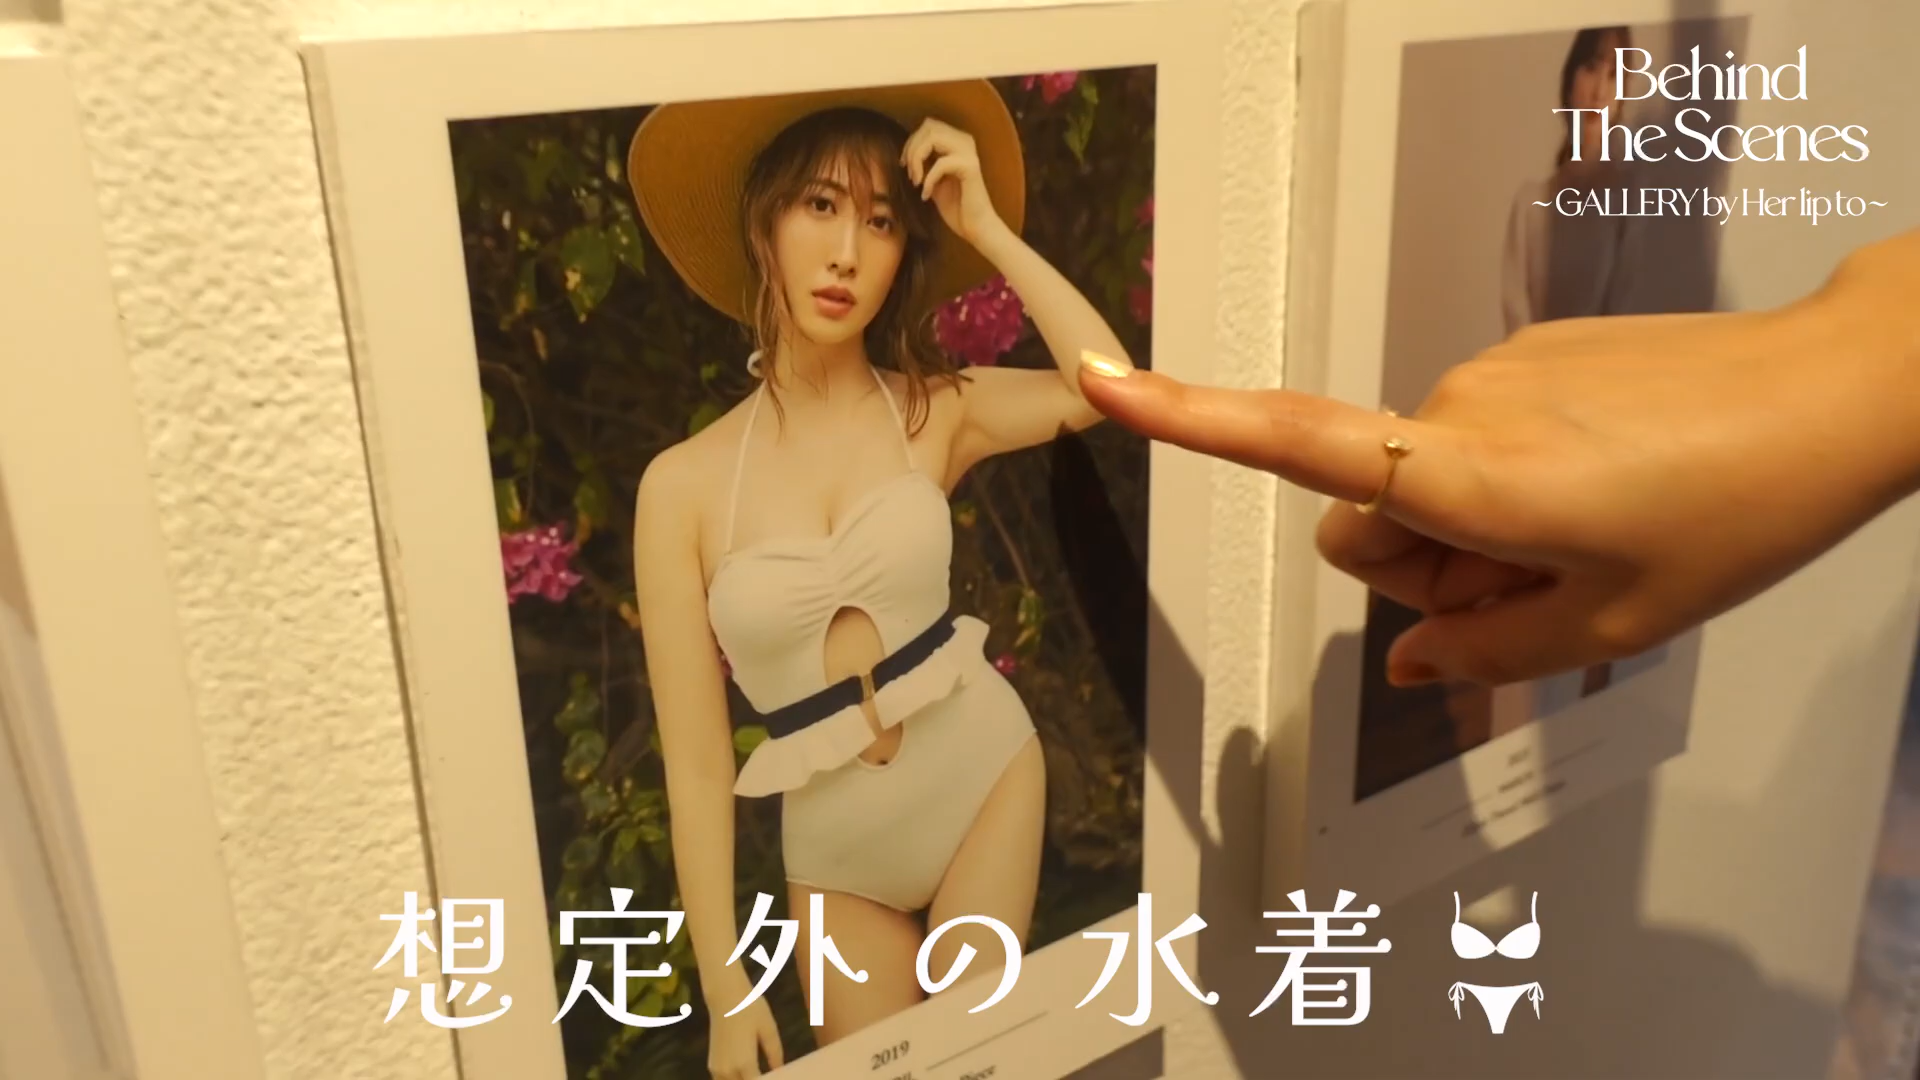 Behind
The Scenes
~GALLERY by Her lip to~
想定外の水着
2019